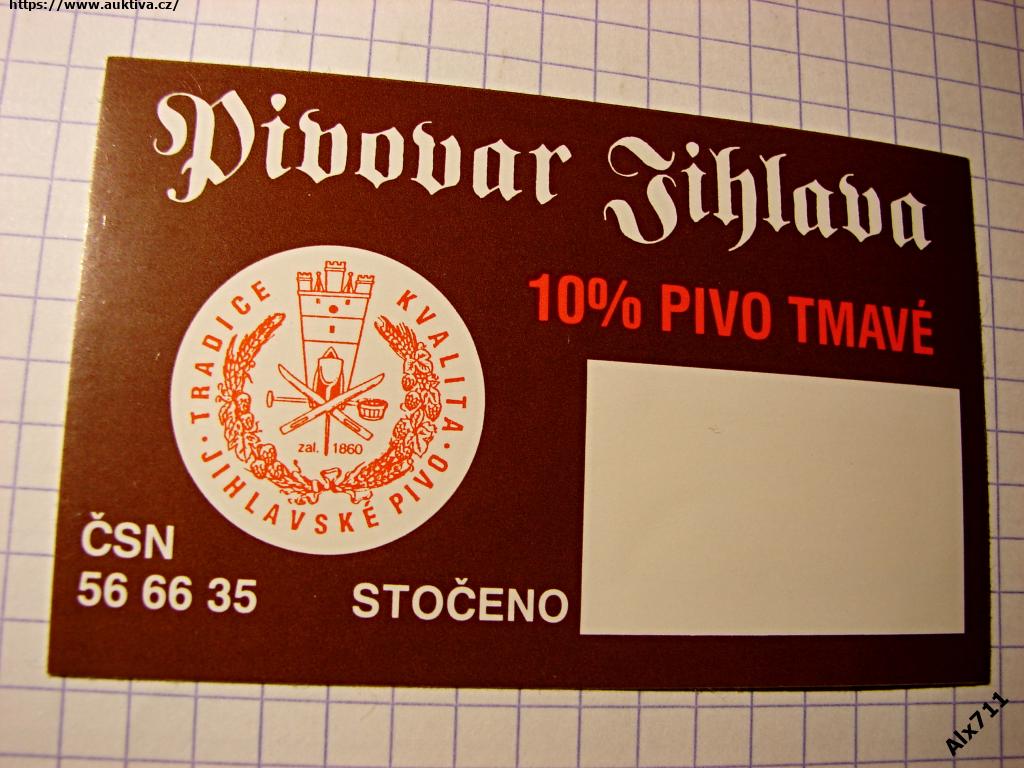 https://www.auktiva.cz/
Pivovar Jihlava
10% PIVO TMAVÉ
TRADICE KVALITA
· JIHLAVSKÉ PIVO ·
zal. 1860
ČSN
56 66 35
STOČENO
Alx711